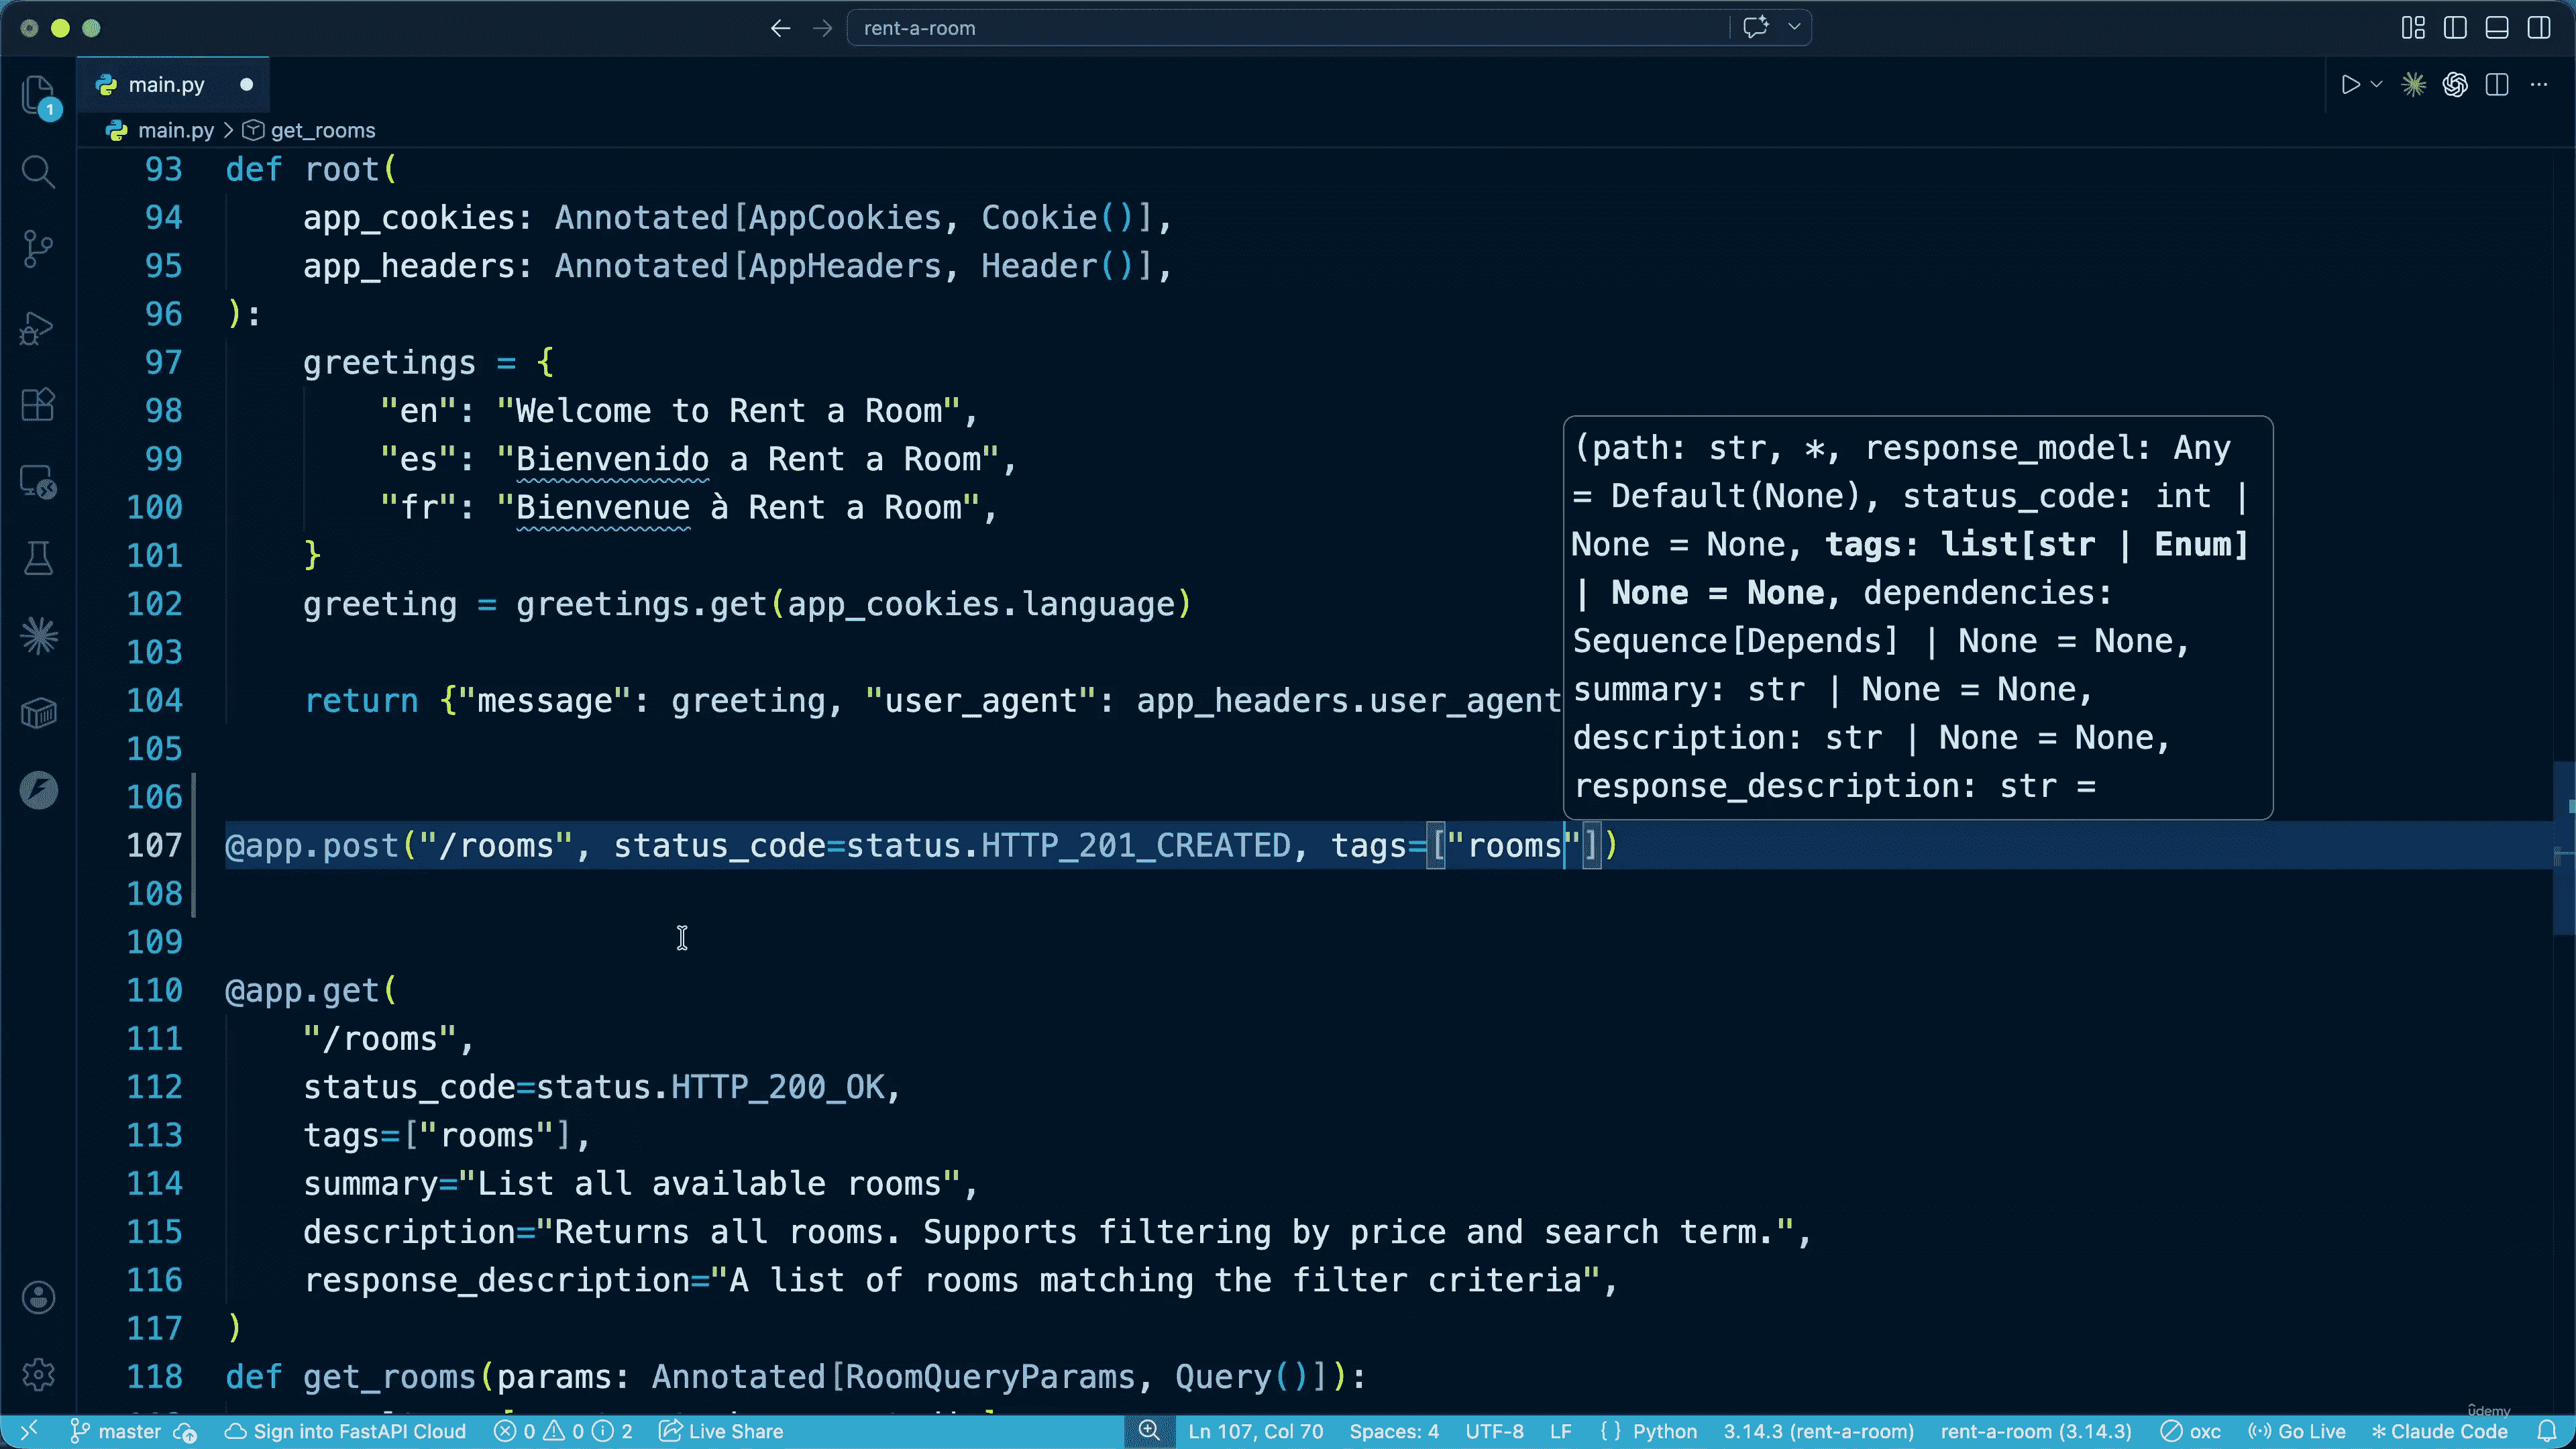 rent-a-room
main.py
1
main.py > get_rooms
93 def root(
94 app_cookies: Annotated[AppCookies, Cookie()],
95 app_headers: Annotated[AppHeaders, Header()],
96 ):
97 greetings = {
98 "en": "Welcome to Rent a Room",
99 "es": "Bienvenido a Rent a Room",
100 "fr": "Bienvenue à Rent a Room",
101 }
102 greeting = greetings.get(app_cookies.language)
103
104 return {"message": greeting, "user_agent": app_headers.user_agent
105
106
107 @app.post("/rooms", status_code=status.HTTP_201_CREATED, tags=["rooms"])
108
109
110 @app.get(
111 "/rooms",
112 status_code=status.HTTP_200_OK,
113 tags=["rooms"],
114 summary="List all available rooms",
115 description="Returns all rooms. Supports filtering by price and search term.",
116 response_description="A list of rooms matching the filter criteria",
117 )
118 def get_rooms(params: Annotated[RoomQueryParams, Query()]):
(path: str, *, response_model: Any
= Default(None), status_code: int |
None = None, tags: list[str | Enum]
| None = None, dependencies:
Sequence[Depends] | None = None,
summary: str | None = None,
description: str | None = None,
response_description: str =
ûdemy
master Sign into FastAPI Cloud 0 0 2 Live Share Ln 107, Col 70 Spaces: 4 UTF-8 LF { } Python 3.14.3 (rent-a-room) rent-a-room (3.14.3) oxc Go Live Claude Code